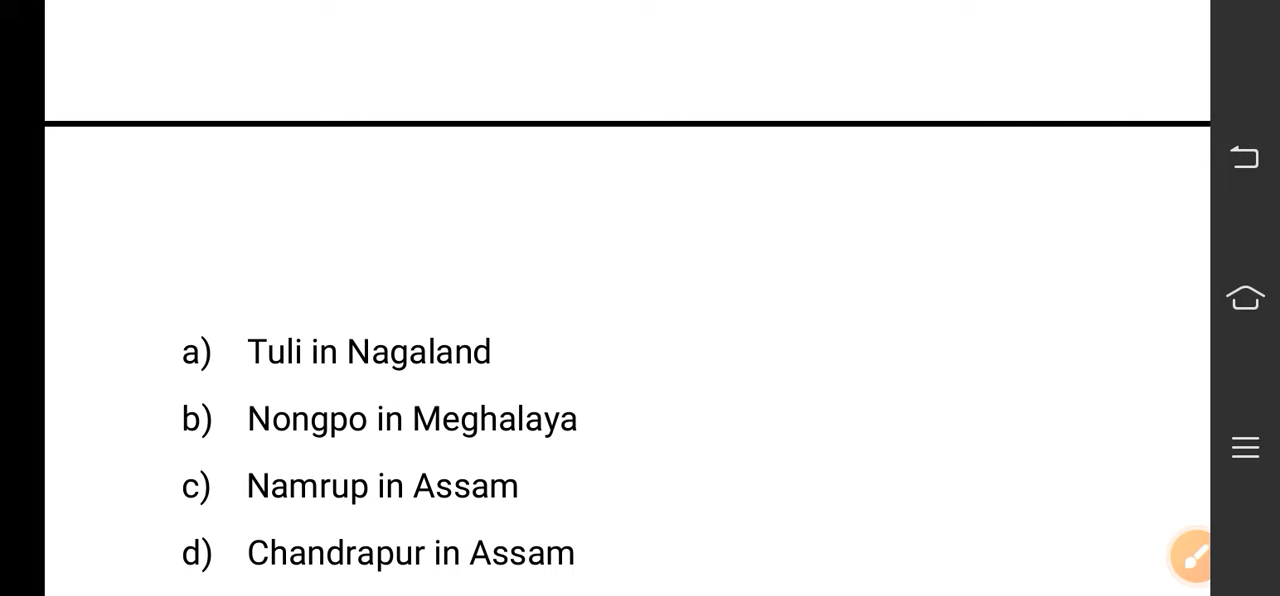 a) Tuli in Nagaland
b) Nongpo in Meghalaya
c) Namrup in Assam
d) Chandrapur in Assam